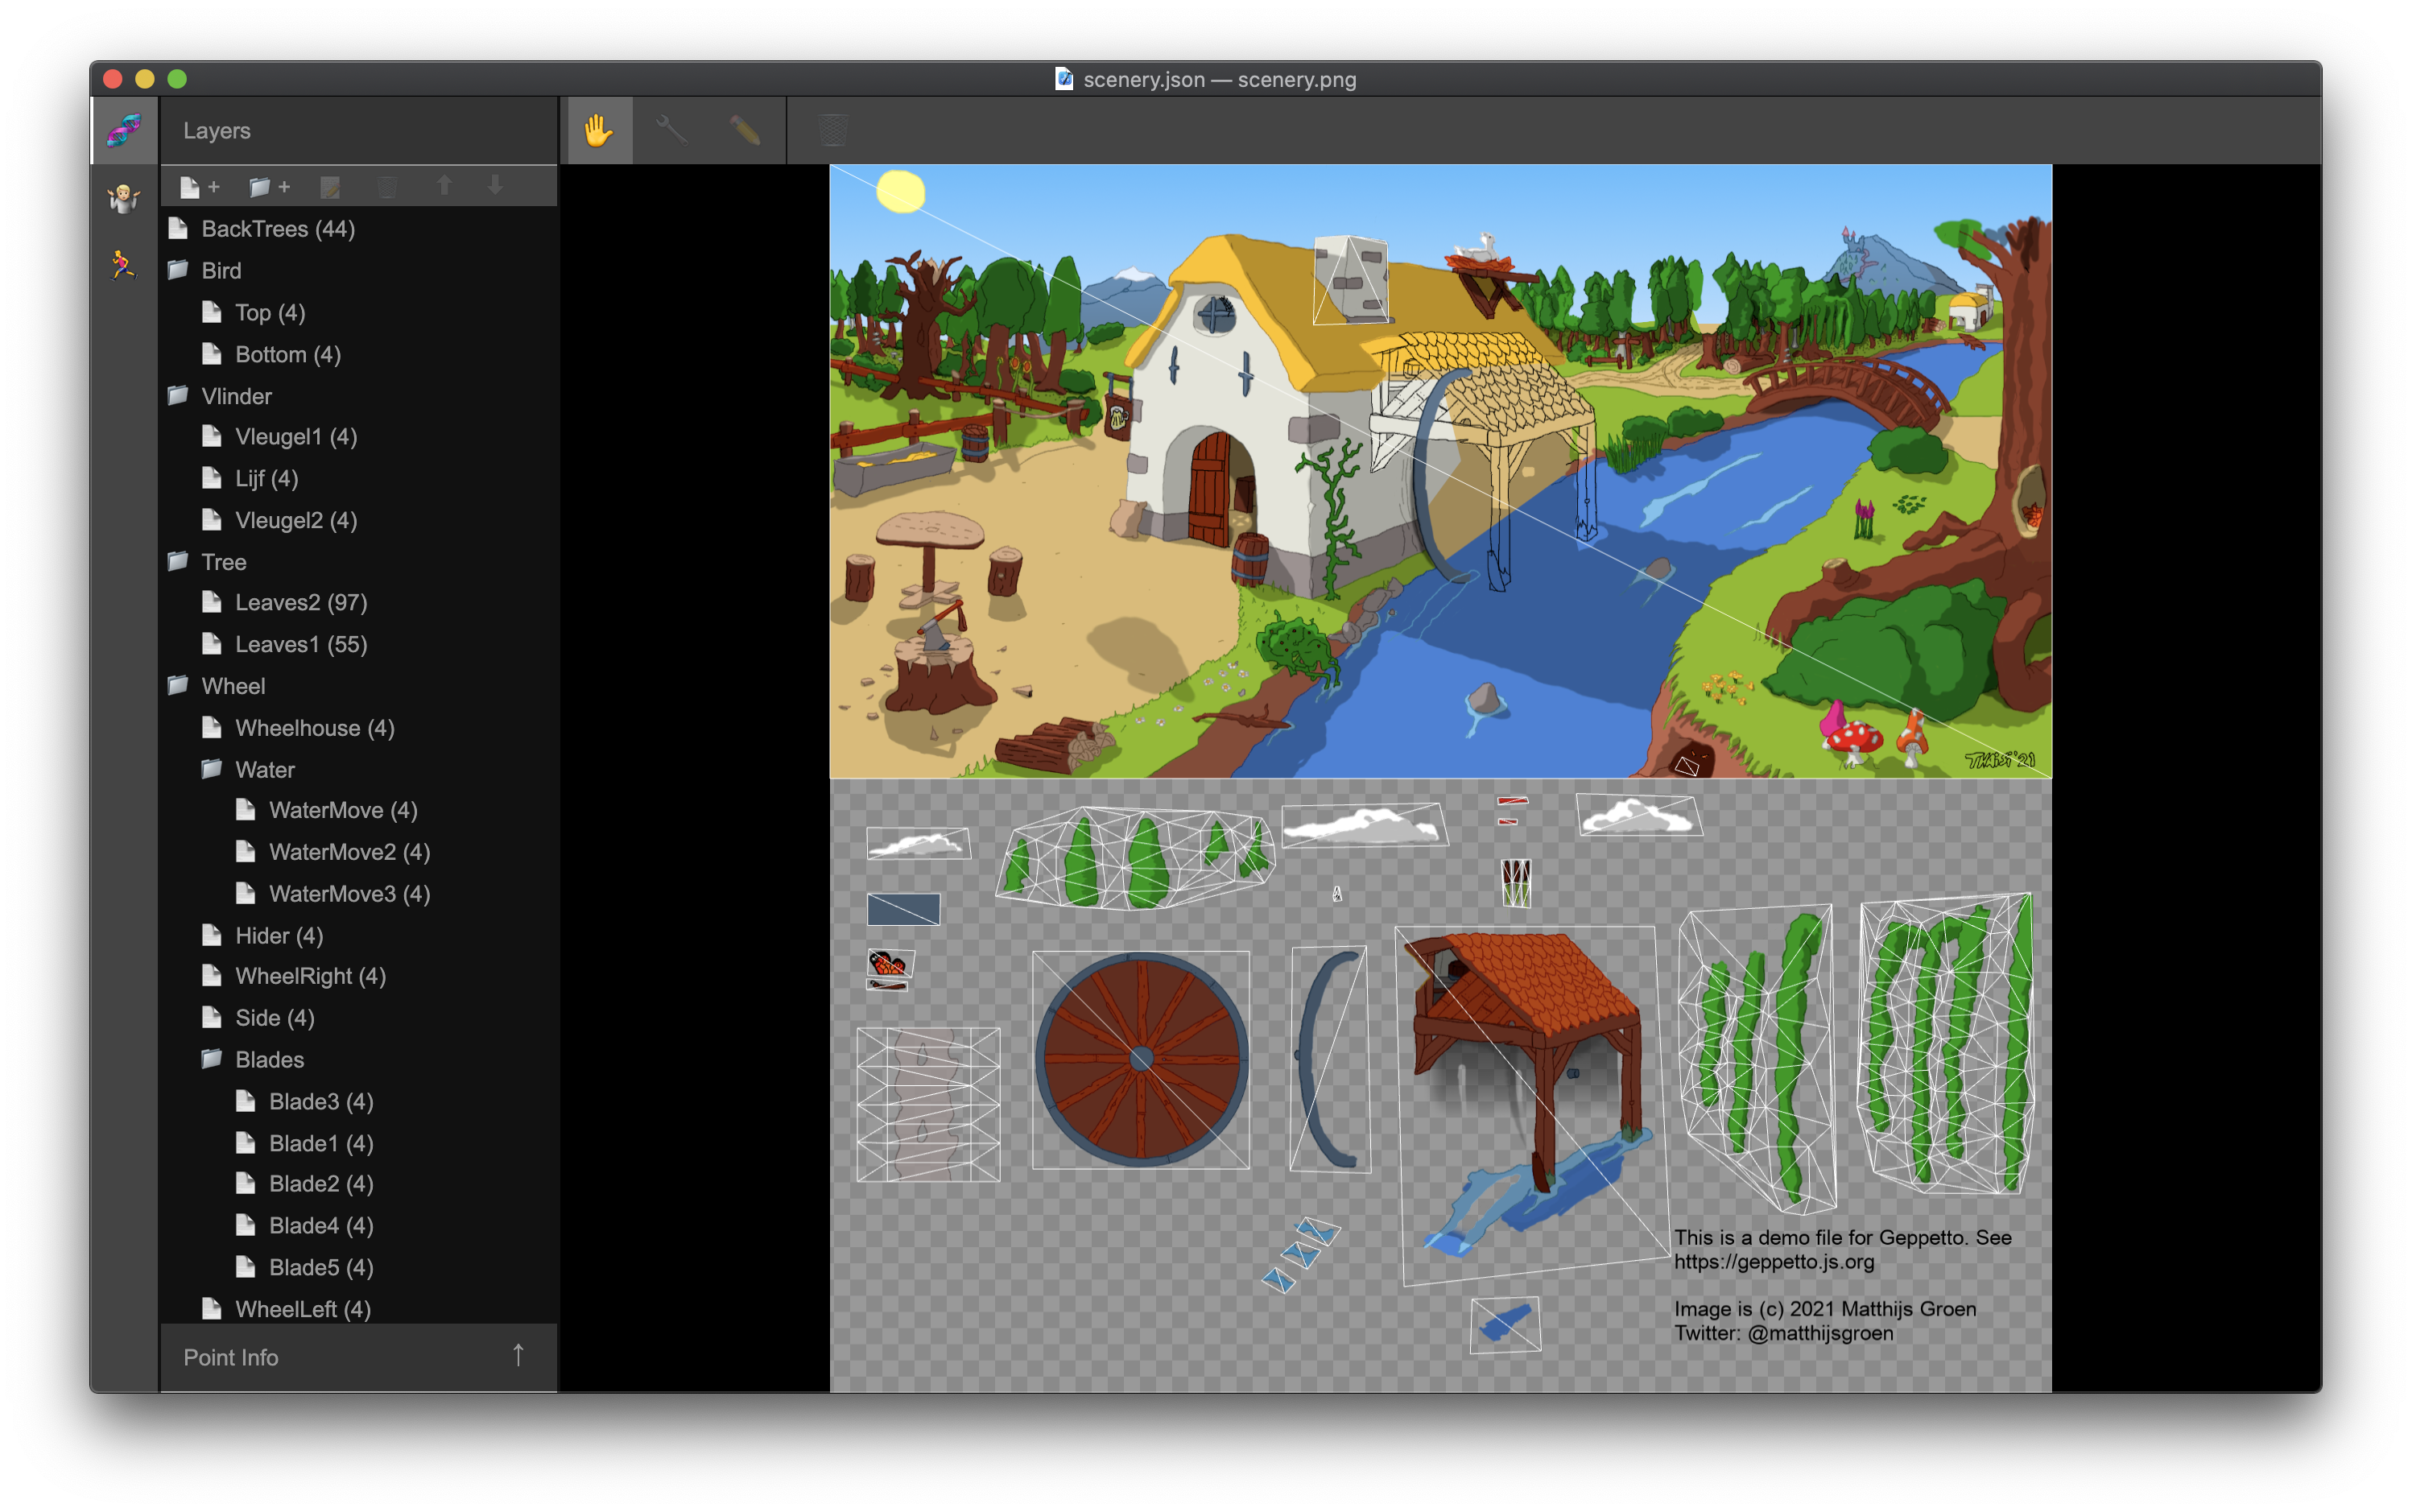 scenery.json — scenery.png
Layers
+ +
BackTrees (44)
Bird
Top (4)
Bottom (4)
Vlinder
Vleugel1 (4)
Lijf (4)
Vleugel2 (4)
Tree
Leaves2 (97)
Leaves1 (55)
Wheel
Wheelhouse (4)
Water
WaterMove (4)
WaterMove2 (4)
WaterMove3 (4)
Hider (4)
WheelRight (4)
Side (4)
Blades
Blade3 (4)
Blade1 (4)
Blade2 (4)
Blade4 (4)
Blade5 (4)
WheelLeft (4)
Point Info ↑
This is a demo file for Geppetto. See
https://geppetto.js.org
Image is (c) 2021 Matthijs Groen
Twitter: @matthijsgroen